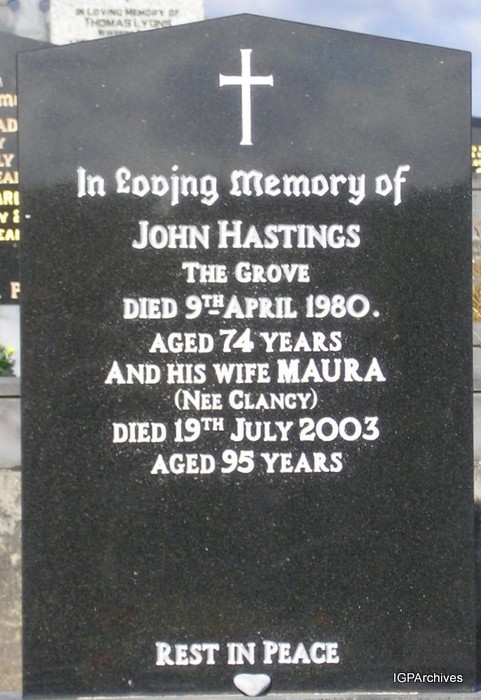 IN LOVING MEMORY OF
THOMAS LYONS
In Loving Memory of
JOHN HASTINGS
THE GROVE
DIED 9TH APRIL 1980.
AGED 74 YEARS
AND HIS WIFE MAURA
(NEE CLANCY)
DIED 19TH JULY 2003
AGED 95 YEARS
REST IN PEACE
IGPArchives